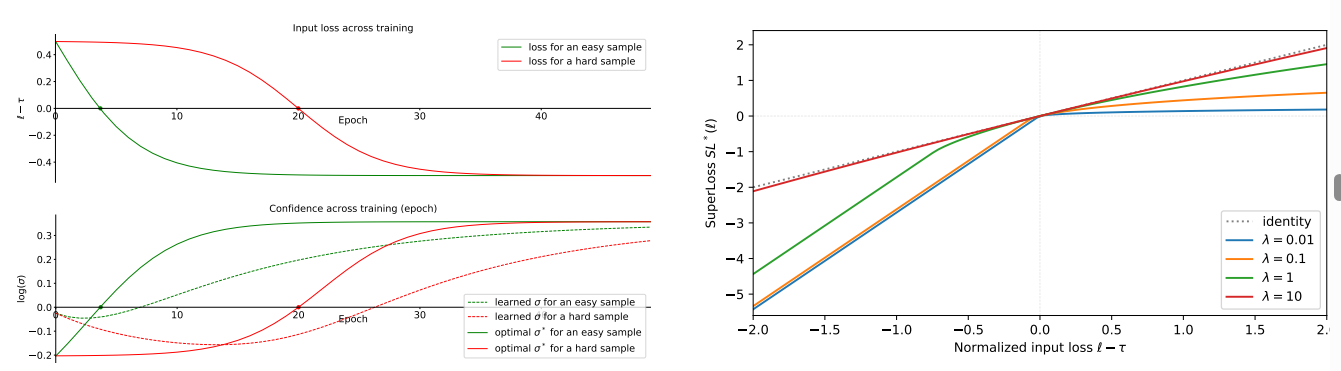 Input loss across training
loss for an easy sample
loss for a hard sample
0.4
0.2
0.0
−0.2
−0.4
ℓ − τ
0
10
20
30
40
Epoch
Confidence across training (epoch)
0.3
0.2
0.1
0.0
−0.1
−0.2
log(σ)
0
10
20
30
Epoch
learned σ for an easy sample
learned σ for a hard sample
optimal σ* for an easy sample
optimal σ* for a hard sample
2
1
0
−1
−2
−3
−4
−5
SuperLoss SL*(ℓ)
identity
λ = 0.01
λ = 0.1
λ = 1
λ = 10
−2.0
−1.5
−1.0
−0.5
0.0
0.5
1.0
1.5
Normalized input loss ℓ − τ